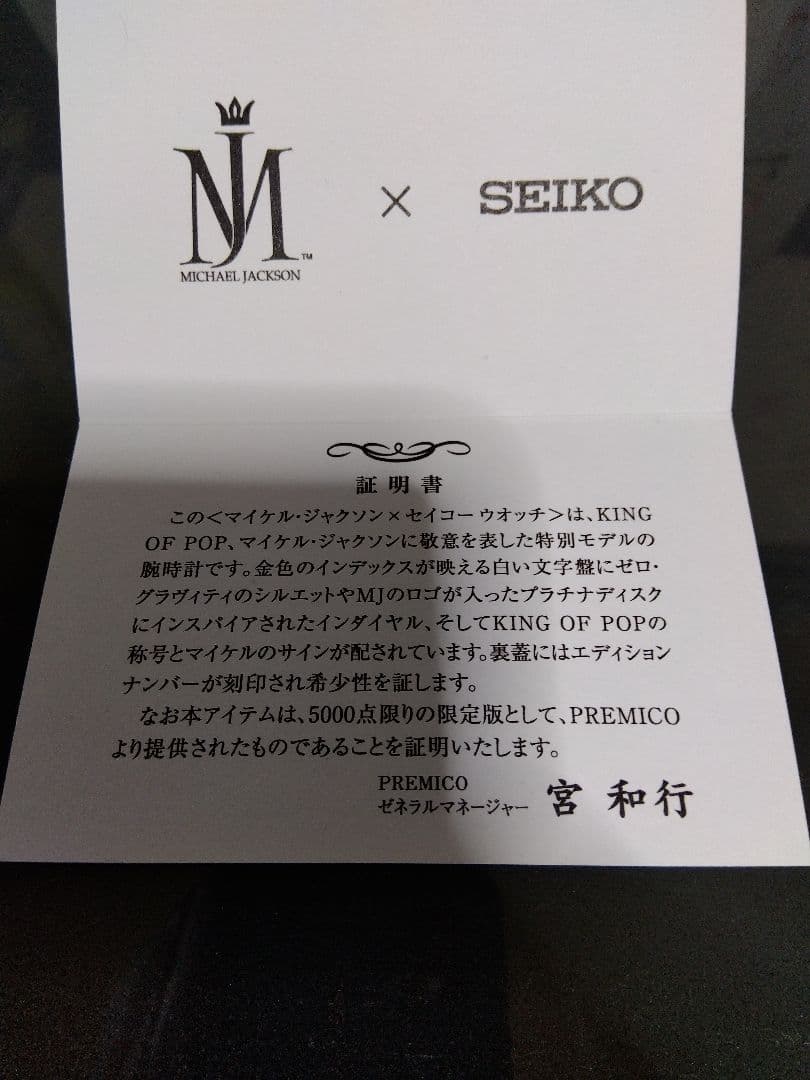 MJ
TM
MICHAEL JACKSON
×
SEIKO
証明書
この<マイケル・ジャクソン×セイコー ウオッチ>は、KING
OF POP、マイケル・ジャクソンに敬意を表した特別モデルの
腕時計です。金色のインデックスが映える白い文字盤にゼロ・
グラヴィティのシルエットやMJのロゴが入ったプラチナディスク
にインスパイアされたインダイヤル、そしてKING OF POPの
称号とマイケルのサインが配されています。裏蓋にはエディション
ナンバーが刻印され希少性を証します。
なお本アイテムは、5000点限りの限定版として、PREMICO
より提供されたものであることを証明いたします。
PREMICO
ゼネラルマネージャー 宮 和行